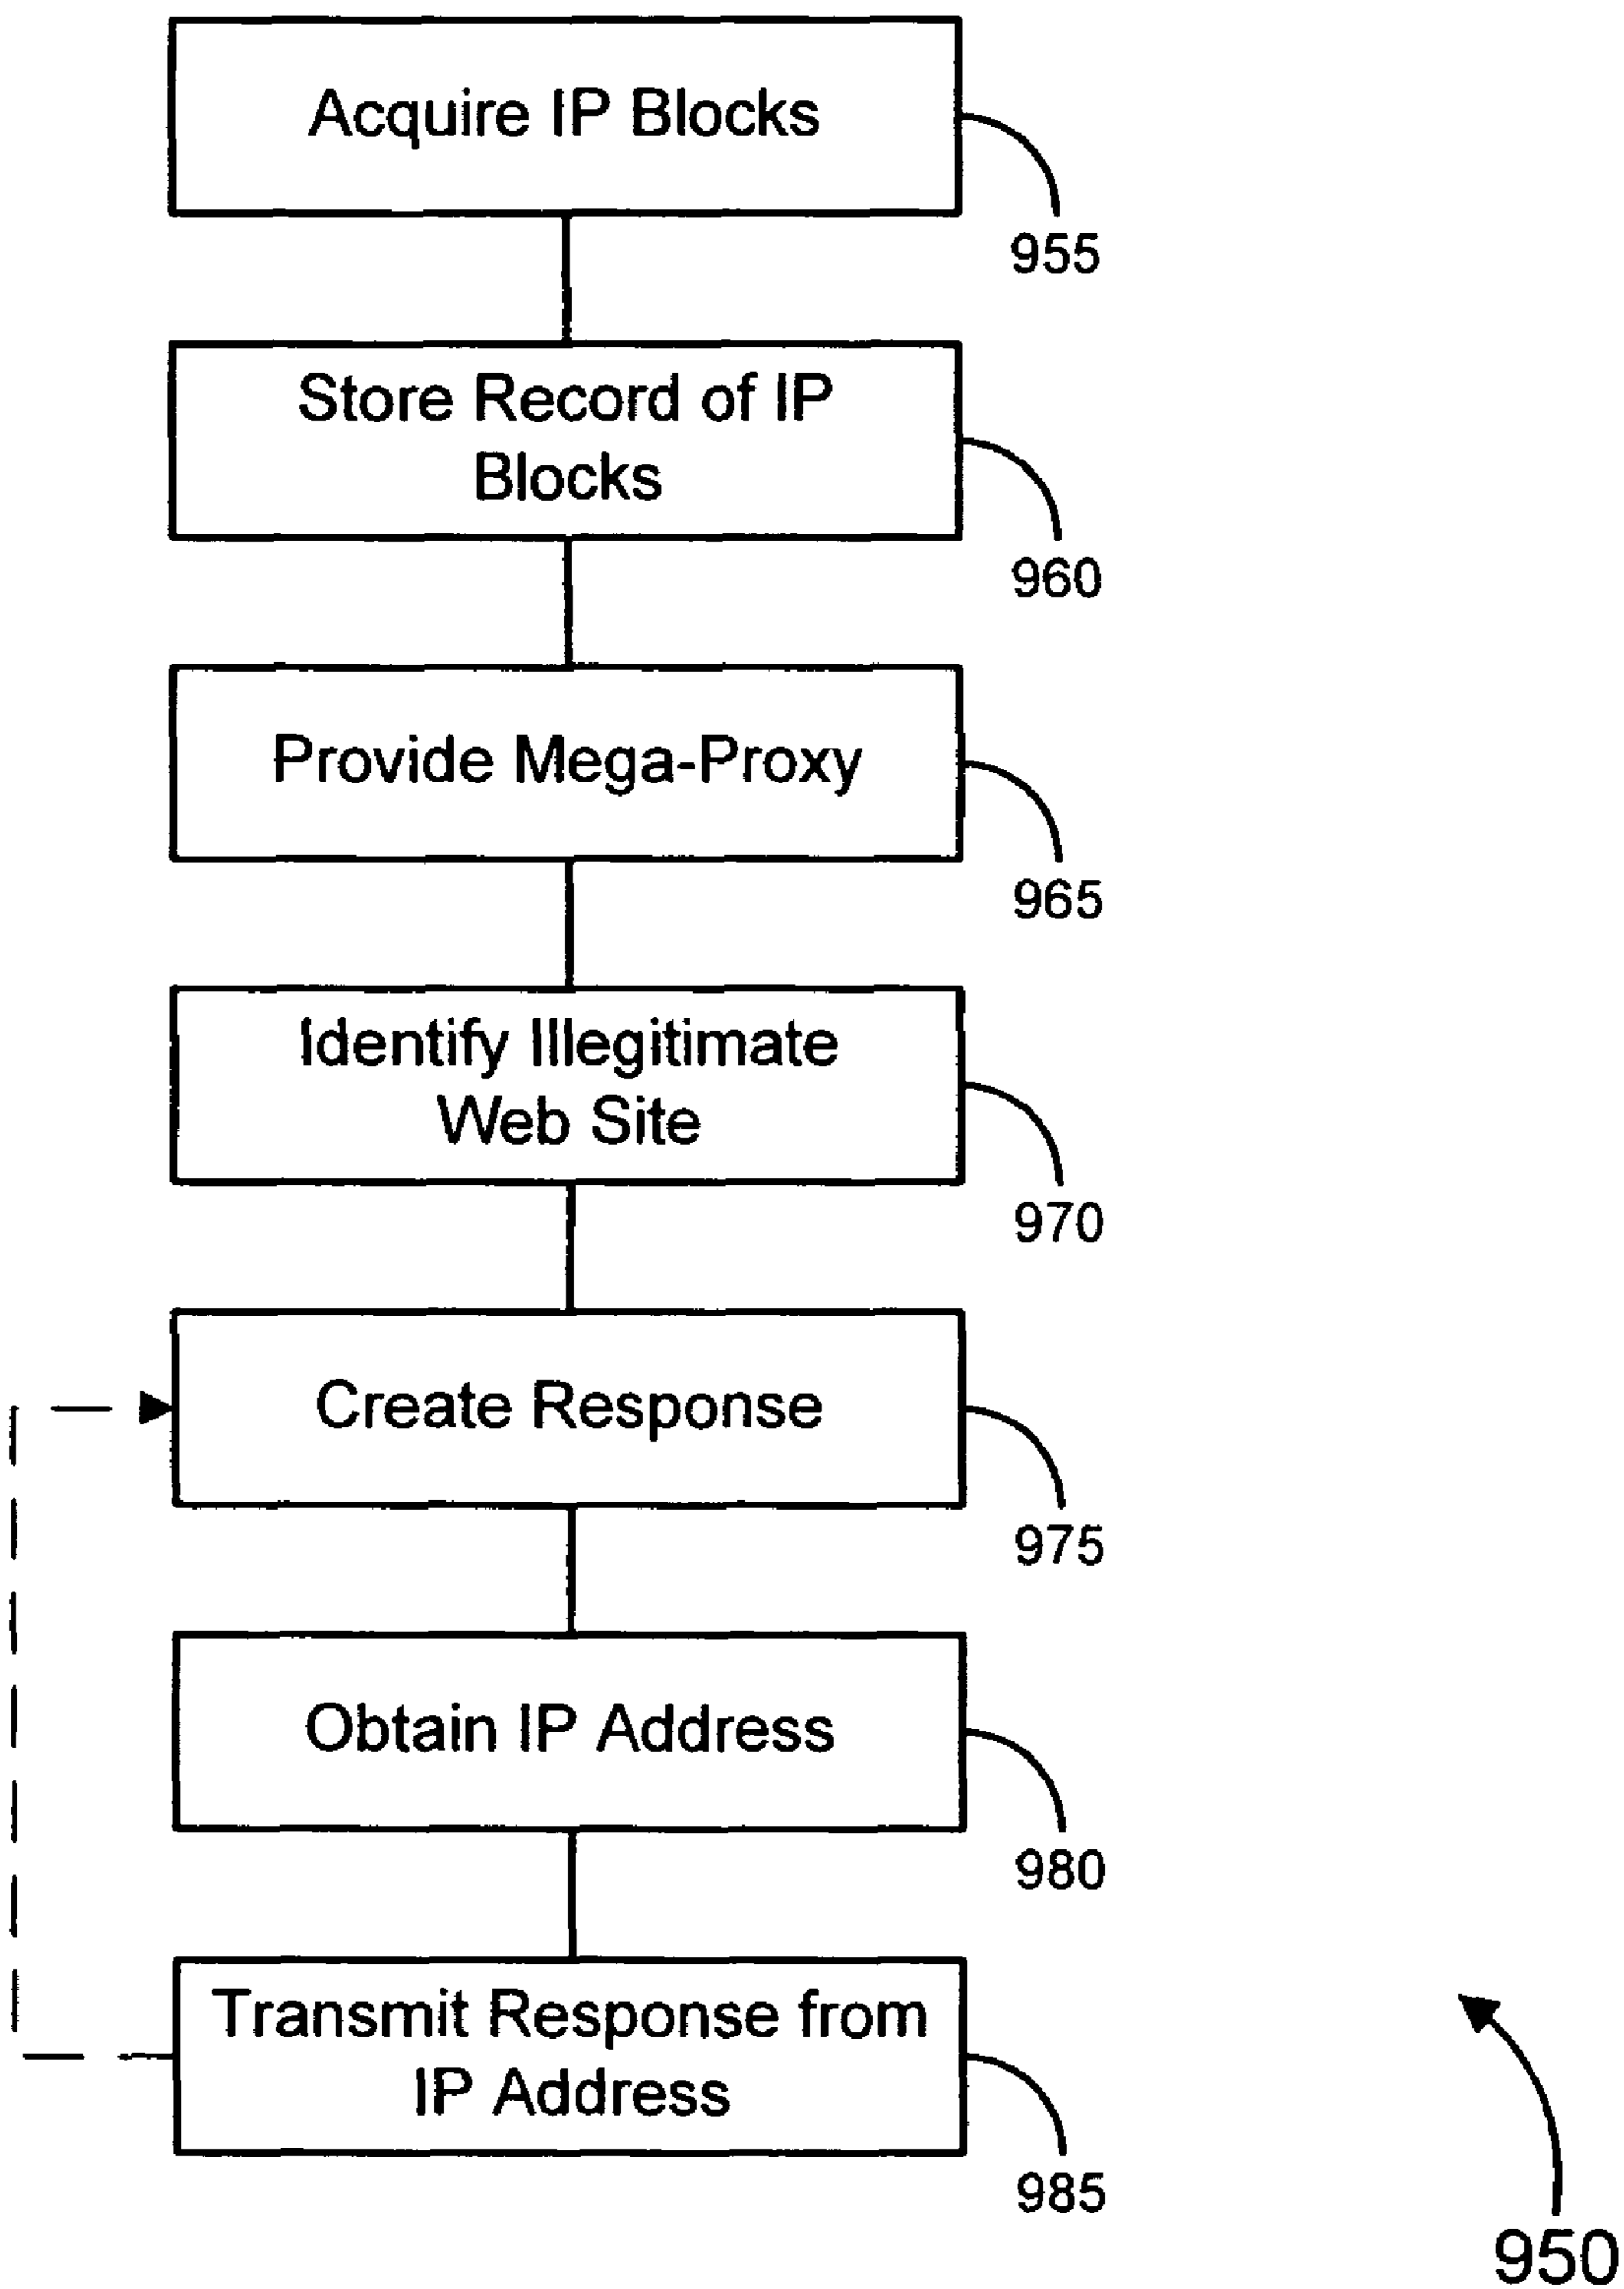 Acquire IP Blocks
955
Store Record of IP
Blocks
960
Provide Mega-Proxy
965
Identify Illegitimate
Web Site
970
Create Response
975
Obtain IP Address
980
Transmit Response from
IP Address
985
950